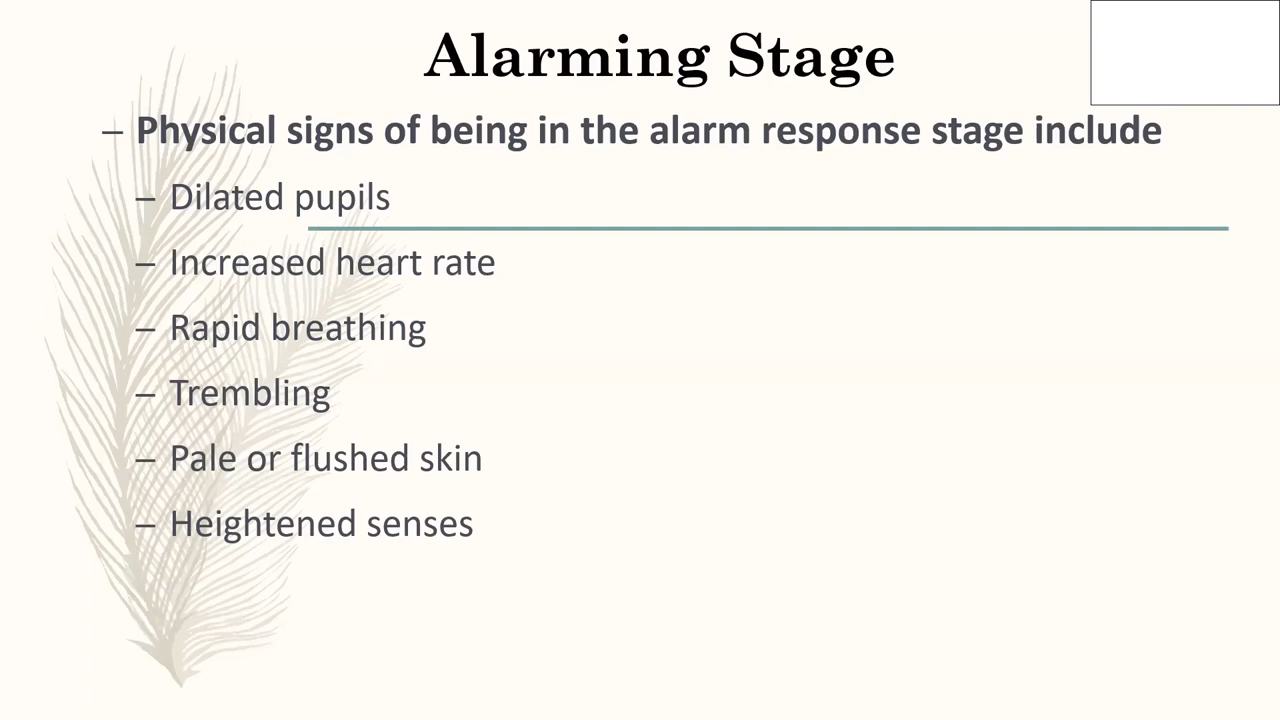 Alarming Stage
– Physical signs of being in the alarm response stage include
– Dilated pupils
– Increased heart rate
– Rapid breathing
– Trembling
– Pale or flushed skin
– Heightened senses